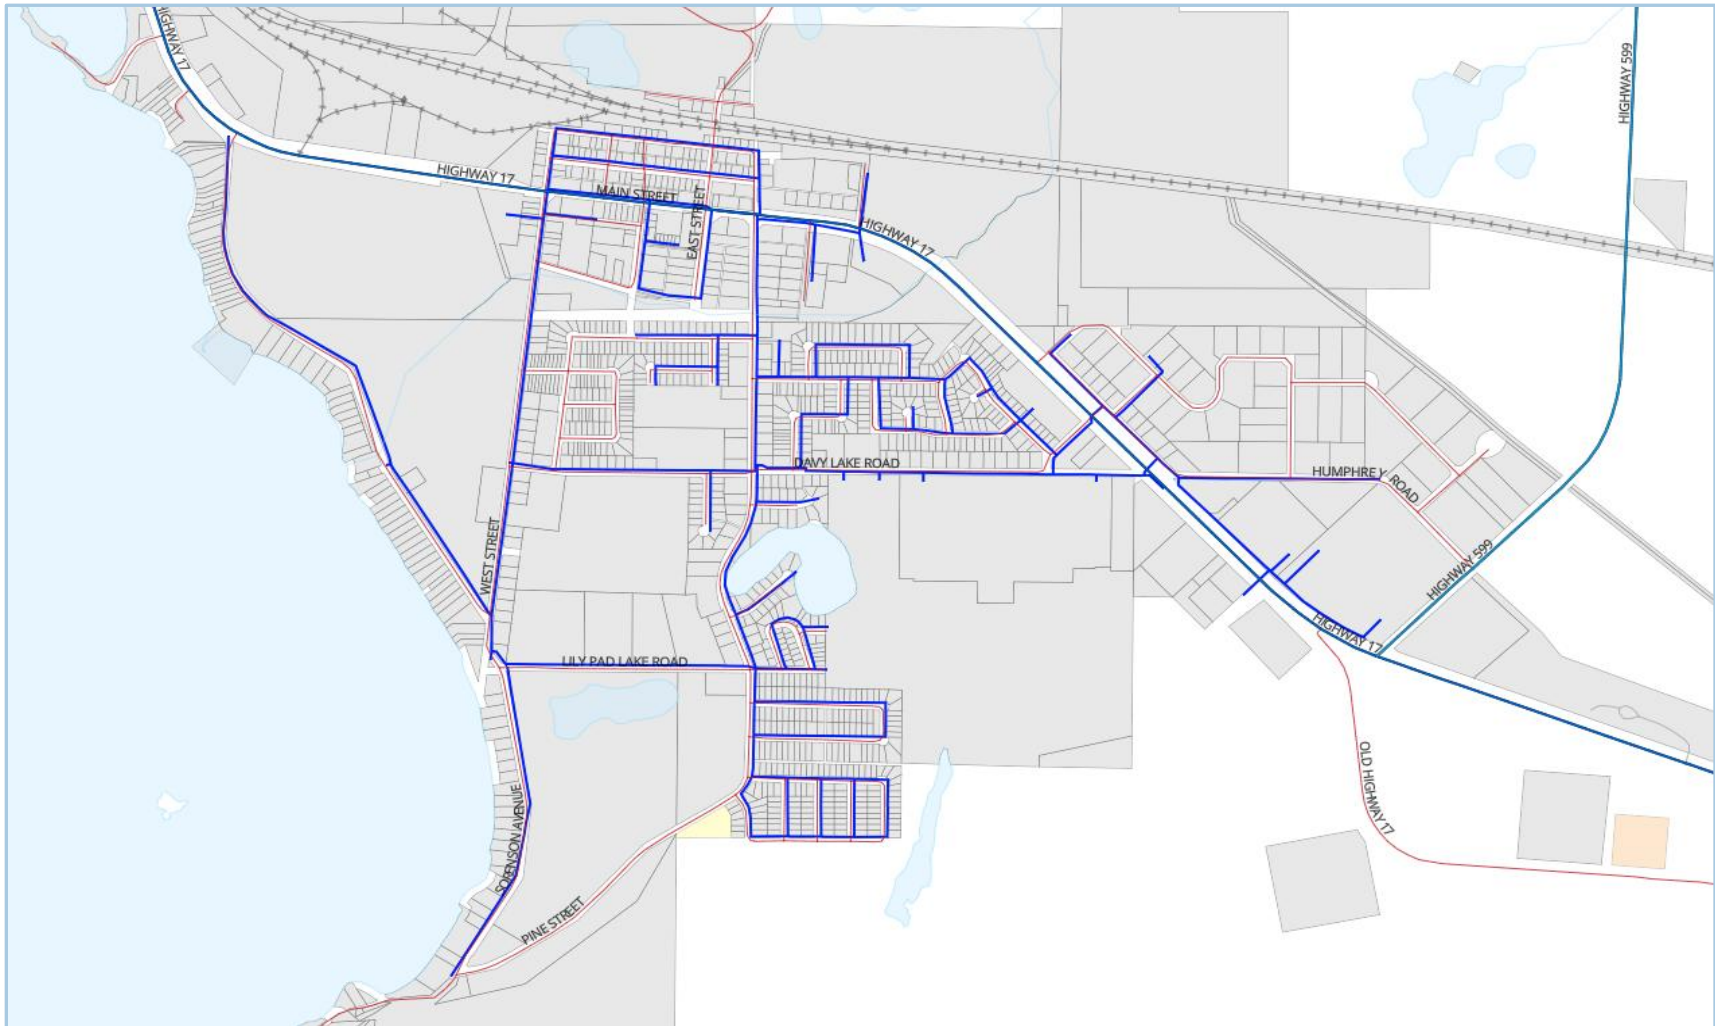 HIGHWAY 17
HIGHWAY 599
HIGHWAY 17
MAIN STREET
EAST STREET
HIGHWAY 17
DAVY LAKE ROAD
HUMPHREY ROAD
WEST STREET
HIGHWAY 599
HIGHWAY 17
LILY PAD LAKE ROAD
OLD HIGHWAY 17
SORENSON AVENUE
PINE STREET